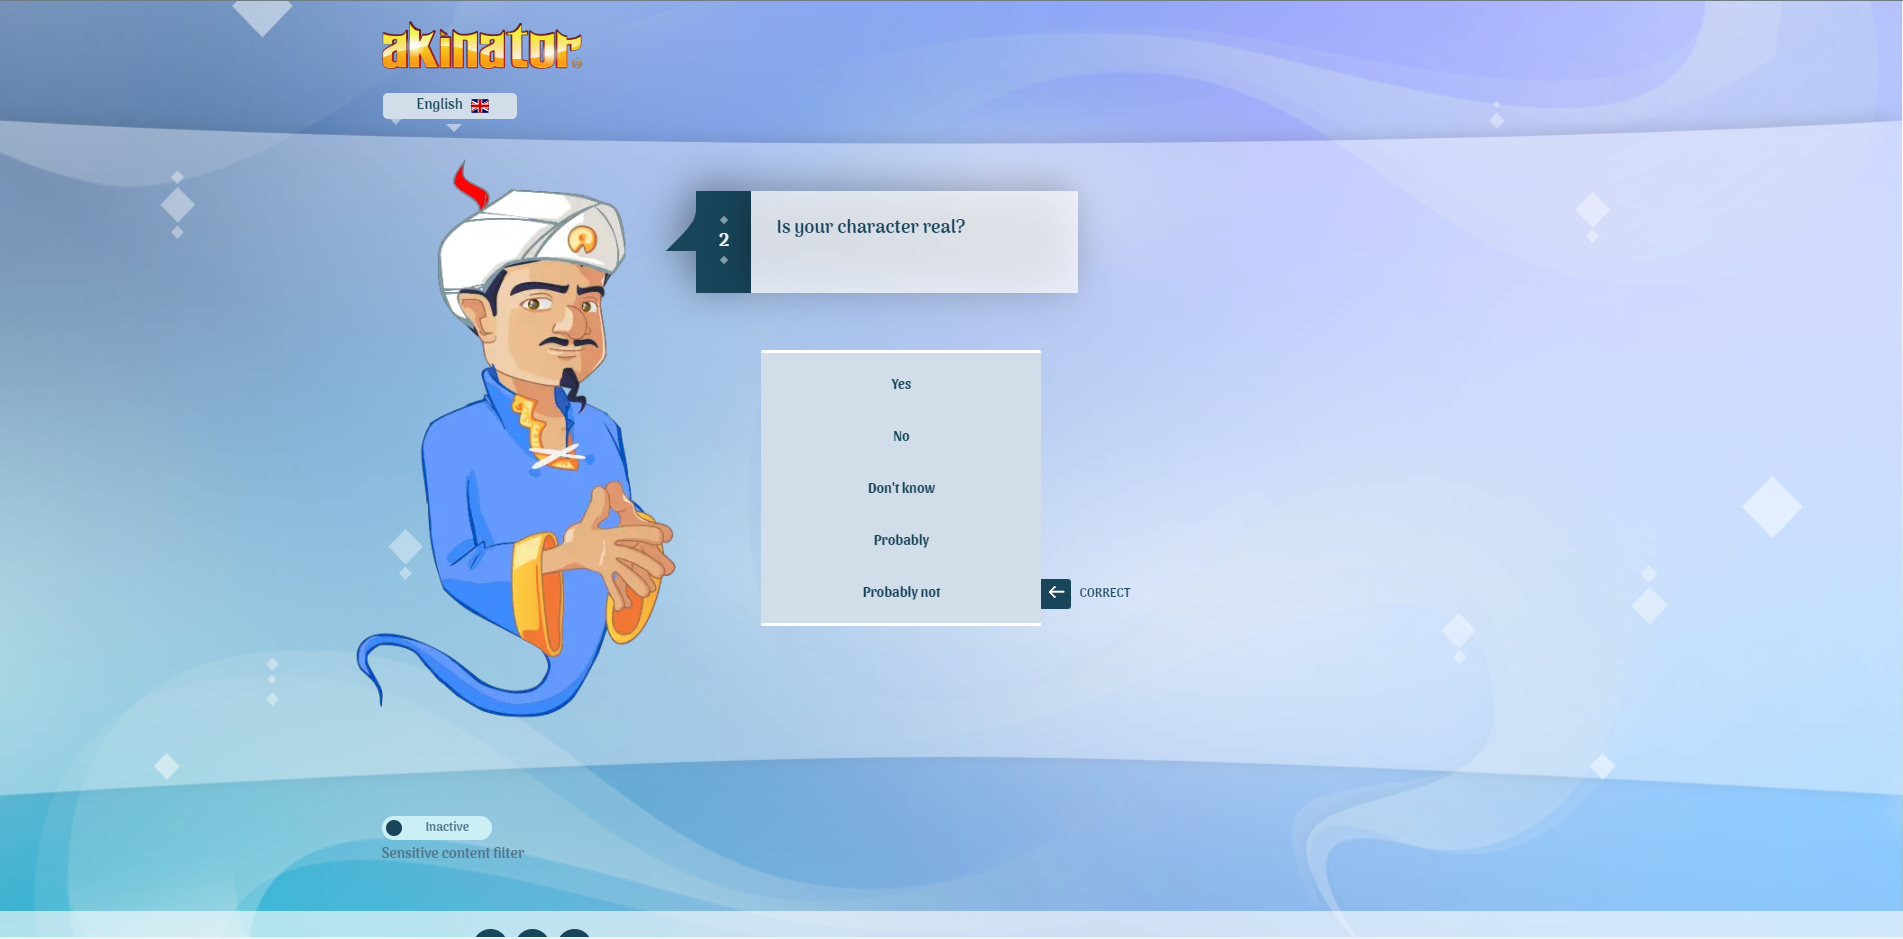 akinator
English
2
Is your character real?
Yes
No
Don't know
Probably
Probably not
CORRECT
Inactive
Sensitive content filter